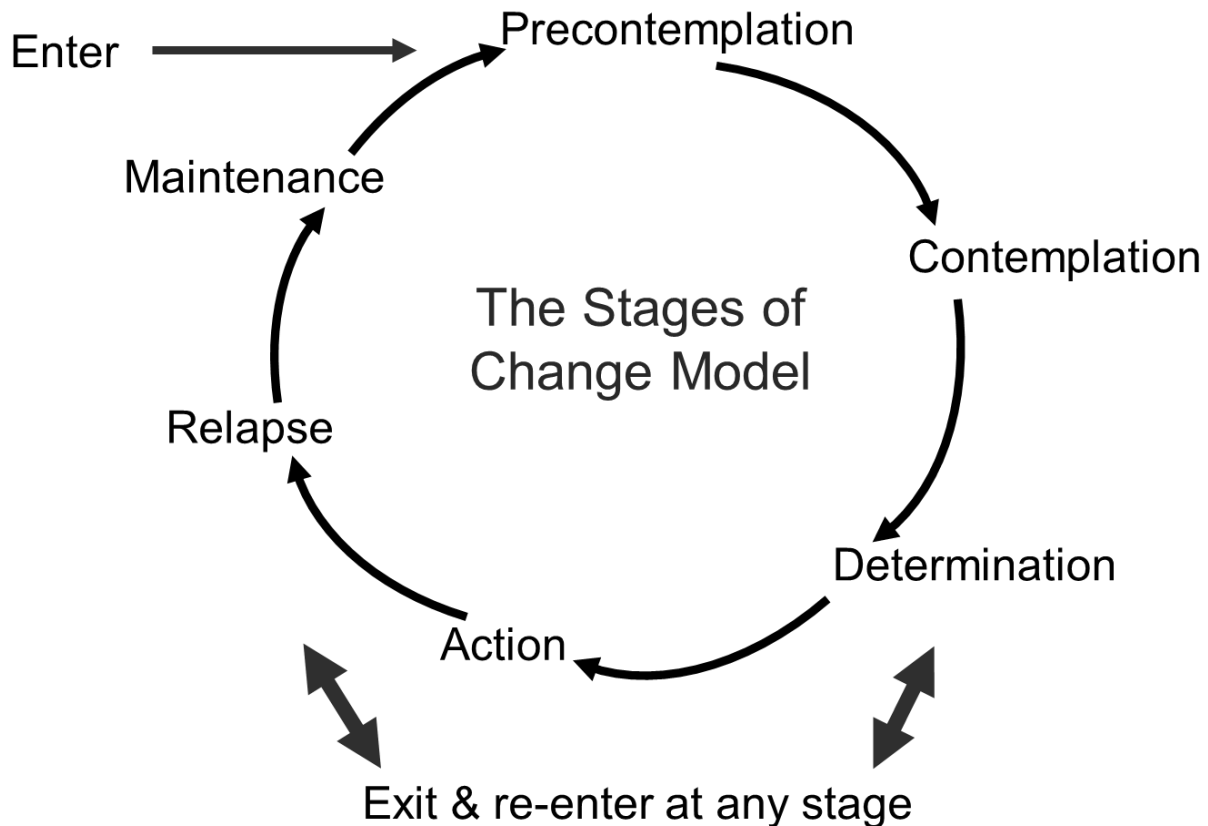 Enter
Precontemplation
Contemplation
Determination
Action
Relapse
Maintenance
The Stages of
Change Model
Exit & re-enter at any stage